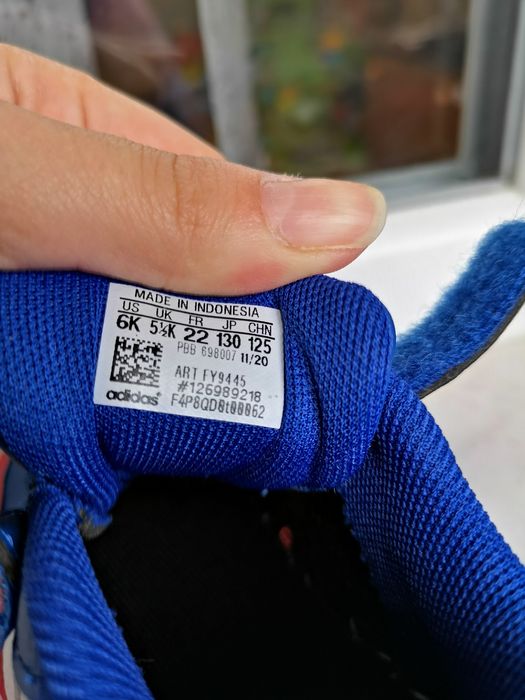 MADE IN INDONESIA
US UK FR JP CHN
6K 5½K 22 130 125
PBB 698007 11/20
ART FY9445
#126989218
adidas F4P8QD8t00062